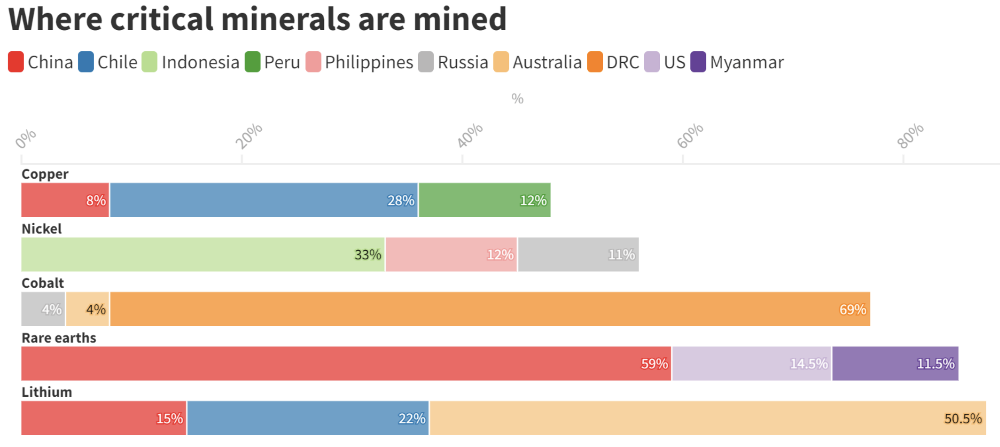 Where critical minerals are mined
China Chile Indonesia Peru Philippines Russia Australia DRC US Myanmar
%
0% 20% 40% 60% 80%
Copper
8% 28% 12%
Nickel
33% 12% 11%
Cobalt
4% 4% 69%
Rare earths
59% 14.5% 11.5%
Lithium
15% 22% 50.5%